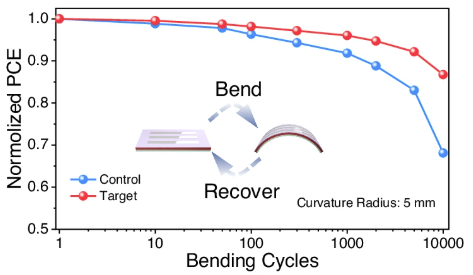 Normalized PCE
1.0
0.9
0.8
0.7
0.6
0.5
Bend
Recover
Control
Target
Curvature Radius: 5 mm
1
10
100
1000
10000
Bending Cycles